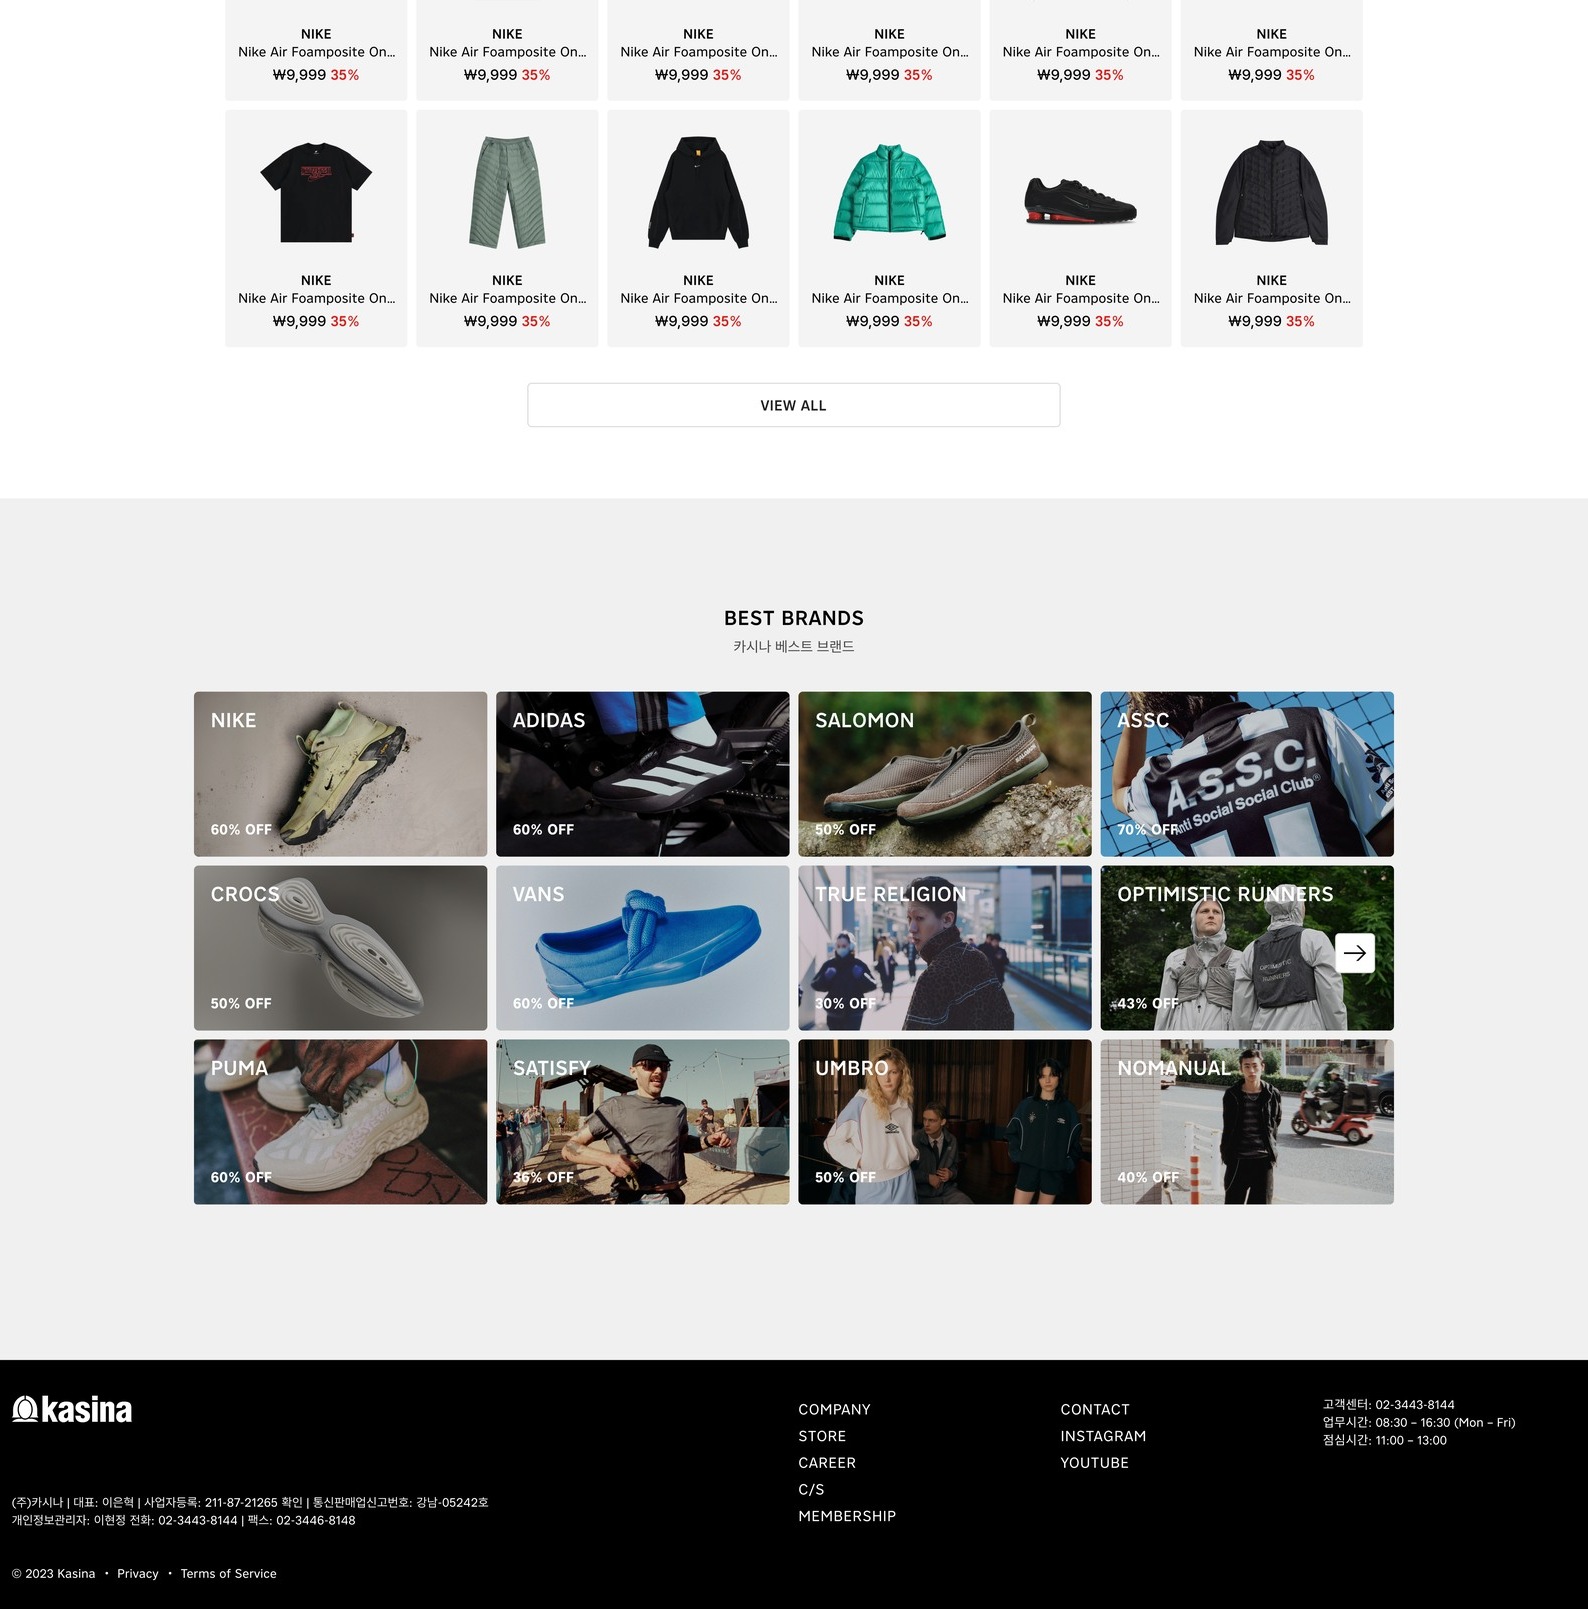 NIKE
Nike Air Foamposite On...
₩9,999 35%
NIKE
Nike Air Foamposite On...
₩9,999 35%
NIKE
Nike Air Foamposite On...
₩9,999 35%
NIKE
Nike Air Foamposite On...
₩9,999 35%
NIKE
Nike Air Foamposite On...
₩9,999 35%
NIKE
Nike Air Foamposite On...
₩9,999 35%
NIKE
Nike Air Foamposite On...
₩9,999 35%
NIKE
Nike Air Foamposite On...
₩9,999 35%
NIKE
Nike Air Foamposite On...
₩9,999 35%
NIKE
Nike Air Foamposite On...
₩9,999 35%
NIKE
Nike Air Foamposite On...
₩9,999 35%
NIKE
Nike Air Foamposite On...
₩9,999 35%
VIEW ALL
BEST BRANDS
카시나 베스트 브랜드
NIKE
60% OFF
ADIDAS
60% OFF
SALOMON
SALOMON
50% OFF
ASSC
A.S.S.C.
Anti Social Social Club®
70% OFF
CROCS
50% OFF
VANS
60% OFF
TRUE RELIGION
30% OFF
OPTIMISTIC RUNNERS
OPTIMISTIC
RUNNERS
43% OFF
PUMA
60% OFF
SATISFY
36% OFF
UMBRO
50% OFF
NOMANUAL
40% OFF
kasina
COMPANY
STORE
CAREER
C/S
MEMBERSHIP
CONTACT
INSTAGRAM
YOUTUBE
고객센터: 02-3443-8144
업무시간: 08:30 – 16:30 (Mon – Fri)
점심시간: 11:00 – 13:00
(주)카시나 | 대표: 이은혁 | 사업자등록: 211-87-21265 확인 | 통신판매업신고번호: 강남-05242호
개인정보관리자: 이현정 전화: 02-3443-8144 | 팩스: 02-3446-8148
© 2023 Kasina • Privacy • Terms of Service